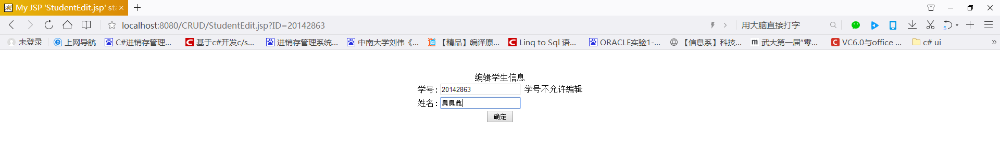 My JSP 'StudentEdit.jsp' sta
localhost:8080/CRUD/StudentEdit.jsp?ID=20142863
用大脑直接打字
5
未登录
上网导航
C#进销存管理...
基于c#开发c/s...
进销存管理系统...
中南大学刘伟《...
【精品】编译原...
Linq to Sql 语...
ORACLE实验1-...
【信息系】科技...
m 武大第一届“零...
C VC6.0与office ...
c# ui
编辑学生信息
学号: 20142863 学号不允许编辑
姓名: 臭臭鑫
确定